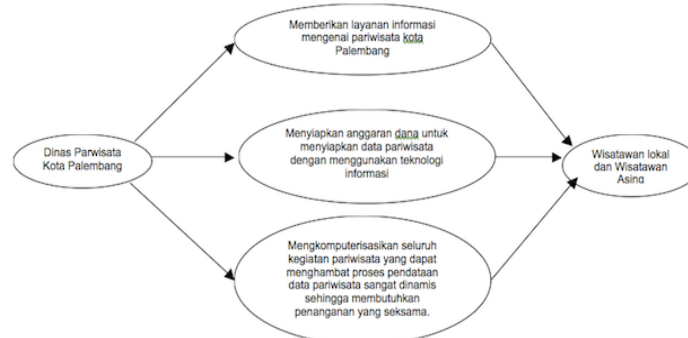 Memberikan layanan informasi
mengenai pariwisata kota
Palembang
Dinas Parwisata
Kota Palembang
Menyiapkan anggaran dana untuk
menyiapkan data pariwisata
dengan menggunakan teknologi
informasi
Wisatawan lokal
dan Wisatawan
Asing
Mengkomputerisasikan seluruh
kegiatan pariwisata yang dapat
menghambat proses pendataan
data pariwisata sangat dinamis
sehingga membutuhkan
penanganan yang seksama.